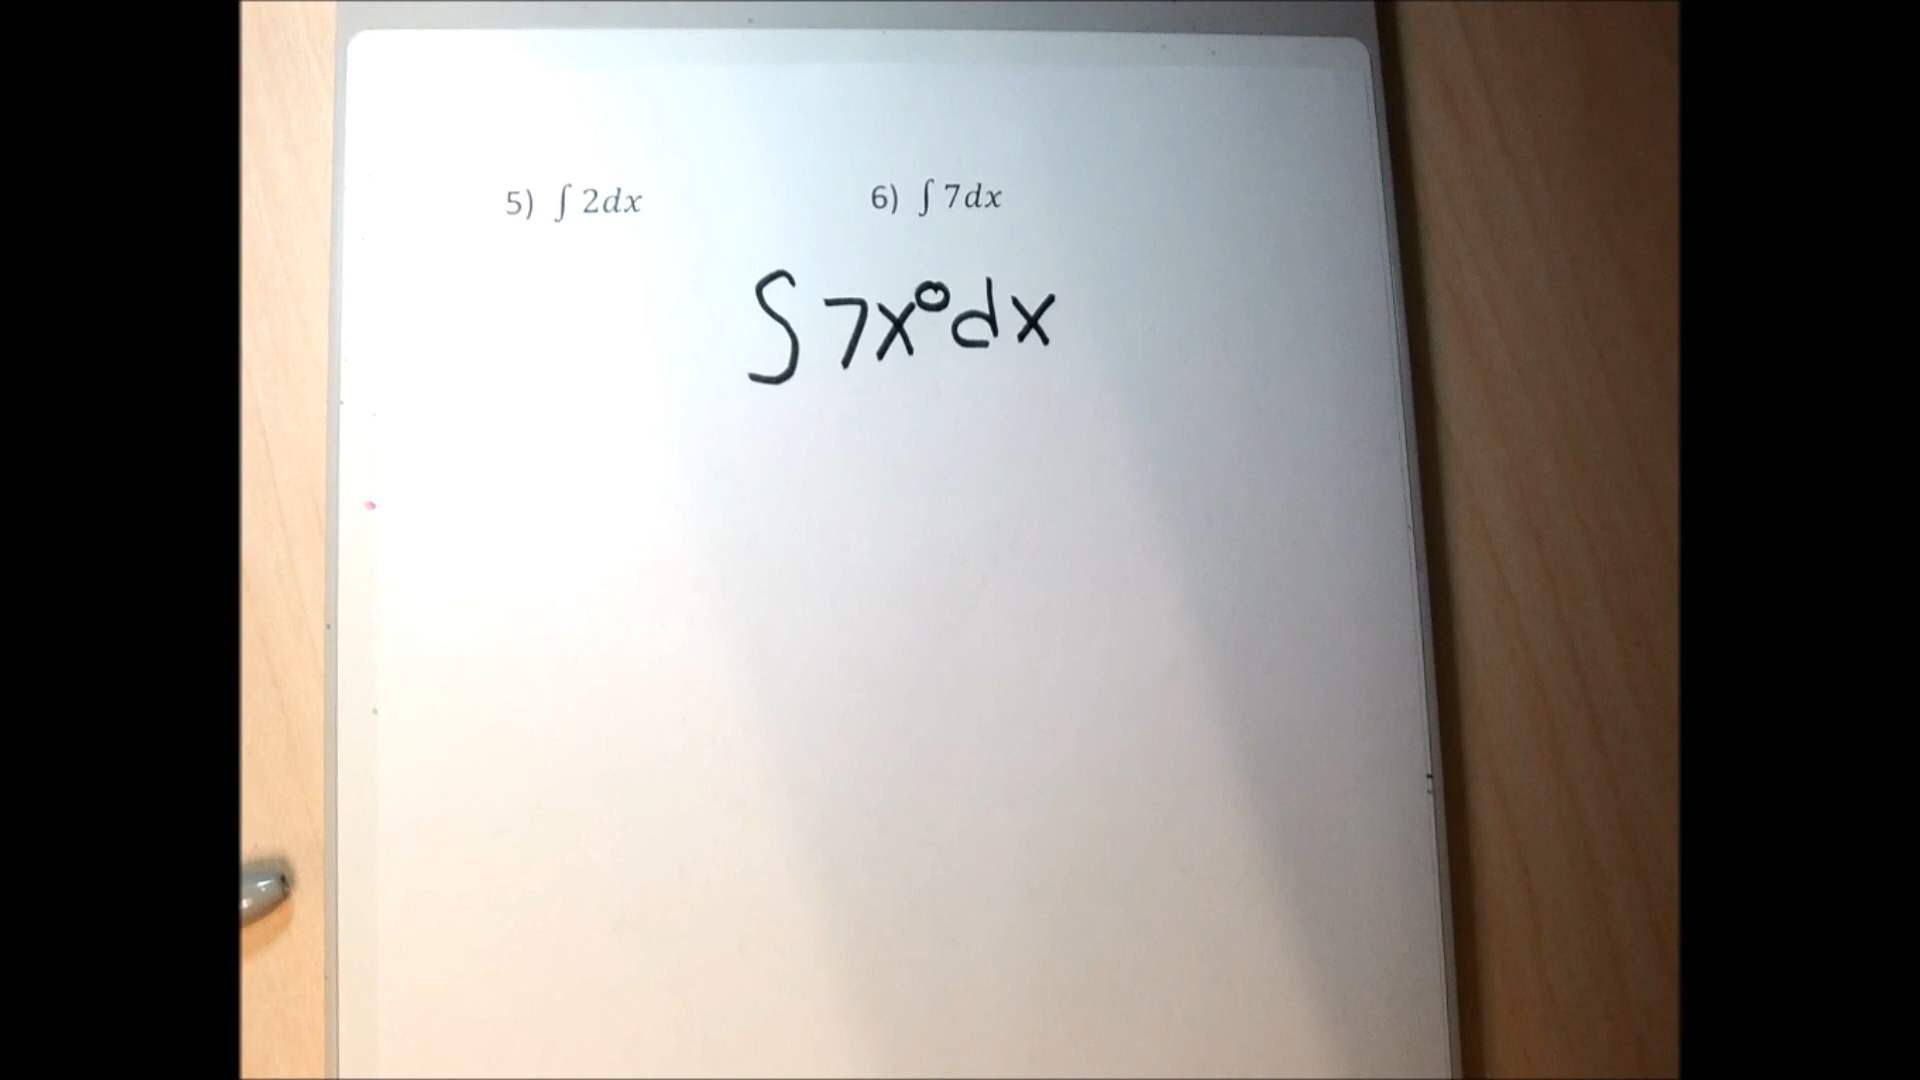 5) ∫ 2dx 6) ∫ 7dx
∫ 7x⁰dx